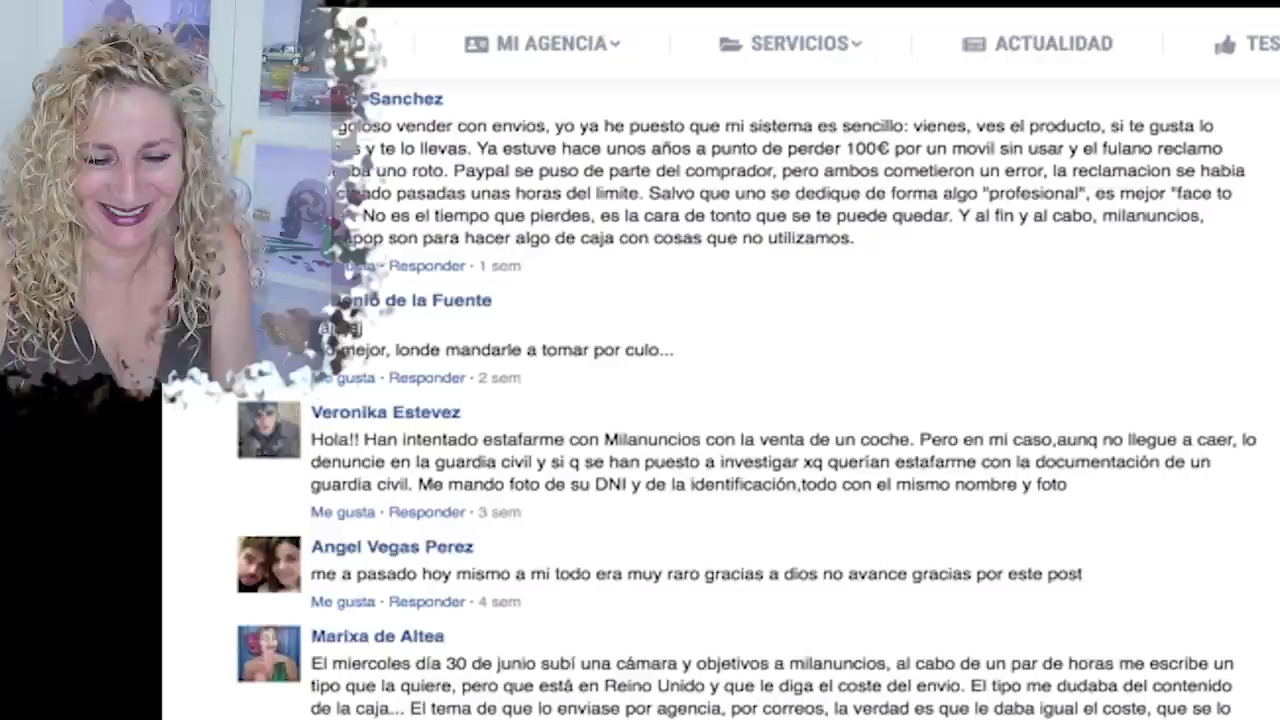 MI AGENCIA
SERVICIOS
ACTUALIDAD
TES
Sanchez
vender con envios, yo ya he puesto que mi sistema es sencillo: vienes, ves el producto, si te gusta lo
y te lo llevas. Ya estuve hace unos años a punto de perder 100€ por un movil sin usar y el fulano reclamo
uno roto. Paypal se puso de parte del comprador, pero ambos cometieron un error, la reclamacion se habia
pasadas unas horas del limite. Salvo que uno se dedique de forma algo "profesional", es mejor "face to
No es el tiempo que pierdes, es la cara de tonto que se te puede quedar. Y al fin y al cabo, milanuncios,
son para hacer algo de caja con cosas que no utilizamos.
Responder · 1 sem
de la Fuente
mejor, londe mandarle a tomar por culo...
gusta · Responder · 2 sem
Veronika Estevez
Hola!! Han intentado estafarme con Milanuncios con la venta de un coche. Pero en mi caso,aunq no llegue a caer, lo
denuncie en la guardia civil y si q se han puesto a investigar xq querían estafarme con la documentación de un
guardia civil. Me mando foto de su DNI y de la identificación,todo con el mismo nombre y foto
Me gusta · Responder · 3 sem
Angel Vegas Perez
me a pasado hoy mismo a mi todo era muy raro gracias a dios no avance gracias por este post
Me gusta · Responder · 4 sem
Marixa de Altea
El miercoles día 30 de junio subí una cámara y objetivos a milanuncios, al cabo de un par de horas me escribe un
tipo que la quiere, pero que está en Reino Unido y que le diga el coste del envio. El tipo me dudaba del contenido
de la caja... El tema de que lo enviase por agencia, por correos, la verdad es que le daba igual el coste, que se lo